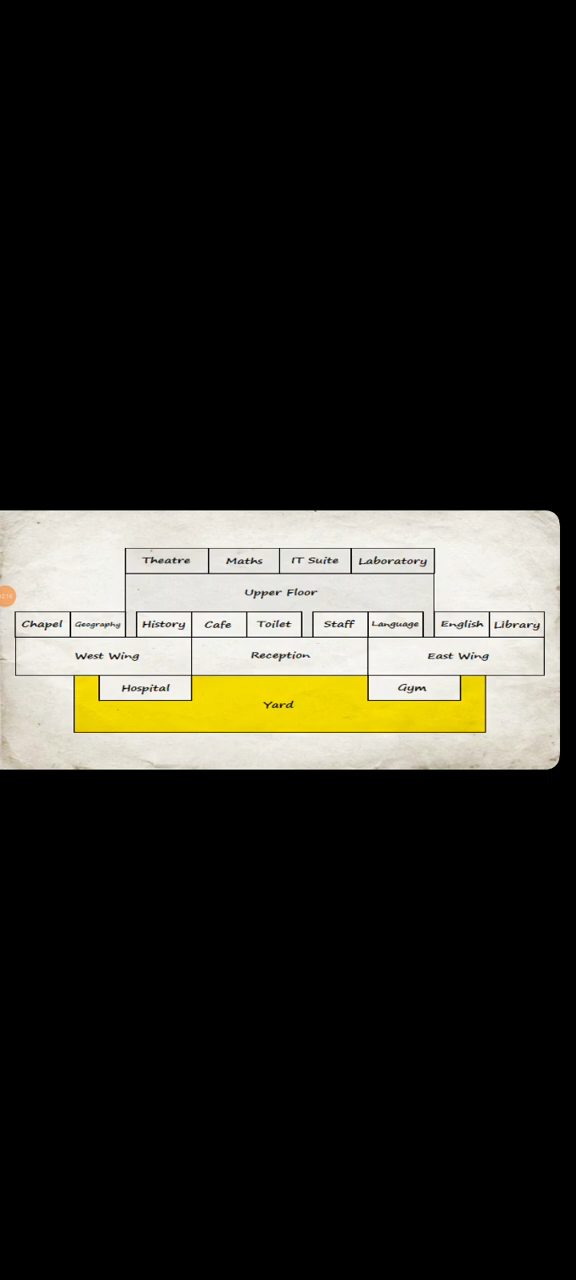 Theatre Maths IT Suite Laboratory
Upper Floor
Chapel Geography History Cafe Toilet Staff Language English Library
West Wing Reception East Wing
Hospital Gym
Yard